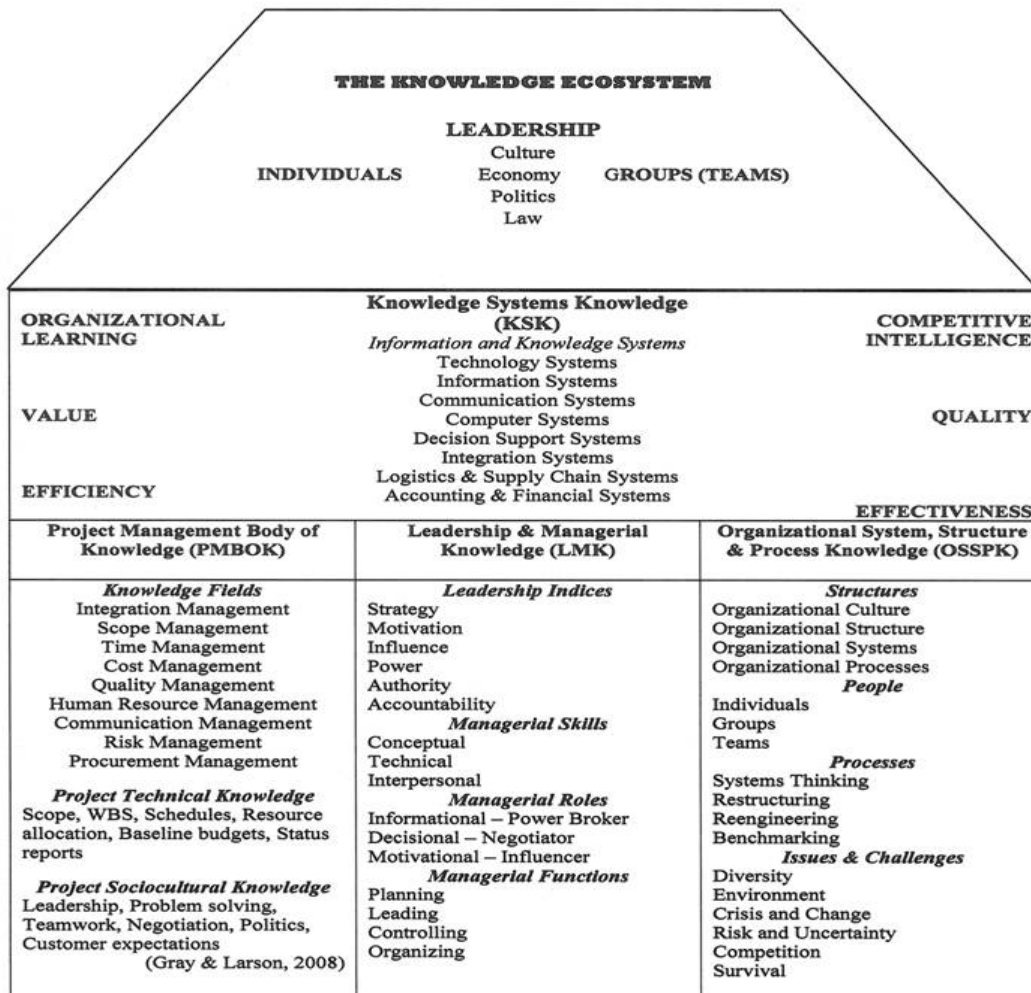 THE KNOWLEDGE ECOSYSTEM
LEADERSHIP
Culture
INDIVIDUALS Economy GROUPS (TEAMS)
Politics
Law
Knowledge Systems Knowledge
(KSK)
ORGANIZATIONAL COMPETITIVE
LEARNING Information and Knowledge Systems INTELLIGENCE
Technology Systems
Information Systems
Communication Systems
VALUE Computer Systems QUALITY
Decision Support Systems
Integration Systems
Logistics & Supply Chain Systems
EFFICIENCY Accounting & Financial Systems
EFFECTIVENESS
Project Management Body of
Knowledge (PMBOK)
Knowledge Fields
Integration Management
Scope Management
Time Management
Cost Management
Quality Management
Human Resource Management
Communication Management
Risk Management
Procurement Management
Project Technical Knowledge
Scope, WBS, Schedules, Resource
allocation, Baseline budgets, Status
reports
Project Sociocultural Knowledge
Leadership, Problem solving,
Teamwork, Negotiation, Politics,
Customer expectations
(Gray & Larson, 2008)
Leadership & Managerial
Knowledge (LMK)
Leadership Indices
Strategy
Motivation
Influence
Power
Authority
Accountability
Managerial Skills
Conceptual
Technical
Interpersonal
Managerial Roles
Informational – Power Broker
Decisional – Negotiator
Motivational – Influencer
Managerial Functions
Planning
Leading
Controlling
Organizing
Organizational System, Structure
& Process Knowledge (OSSPK)
Structures
Organizational Culture
Organizational Structure
Organizational Systems
Organizational Processes
People
Individuals
Groups
Teams
Processes
Systems Thinking
Restructuring
Reengineering
Benchmarking
Issues & Challenges
Diversity
Environment
Crisis and Change
Risk and Uncertainty
Competition
Survival